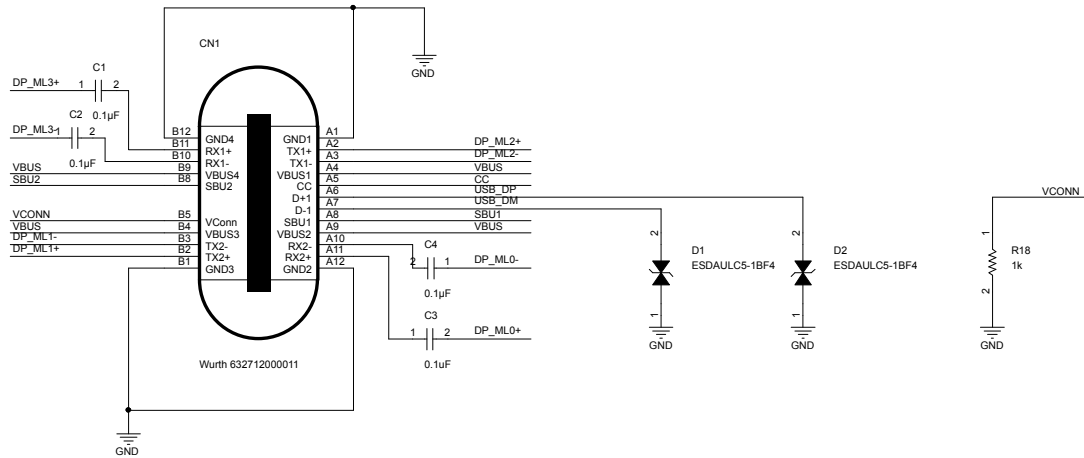 CN1
GND
C1
DP_ML3+ 1 2
0.1µF
C2
DP_ML3- 1 2
0.1µF
B12 GND4 GND1 A1
B11 RX1+ TX1+ A2 DP_ML2+
B10 RX1- TX1- A3 DP_ML2-
VBUS B9 VBUS4 VBUS1 A4 VBUS
SBU2 B8 SBU2 CC A5 CC
D+1 A6 USB_DP
D-1 A7 USB_DM
VCONN B5 VConn SBU1 A8 SBU1
VBUS B4 VBUS3 VBUS2 A9 VBUS
DP_ML1- B3 TX2- RX2- A10
DP_ML1+ B2 TX2+ RX2+ A11
B1 GND3 GND2 A12
C4
2 1 DP_ML0-
0.1µF
C3
1 2 DP_ML0+
0.1uF
Wurth 632712000011
GND
2
D1
ESDAULC5-1BF4
1
GND
2
D2
ESDAULC5-1BF4
1
GND
VCONN
1
R18
1k
2
GND